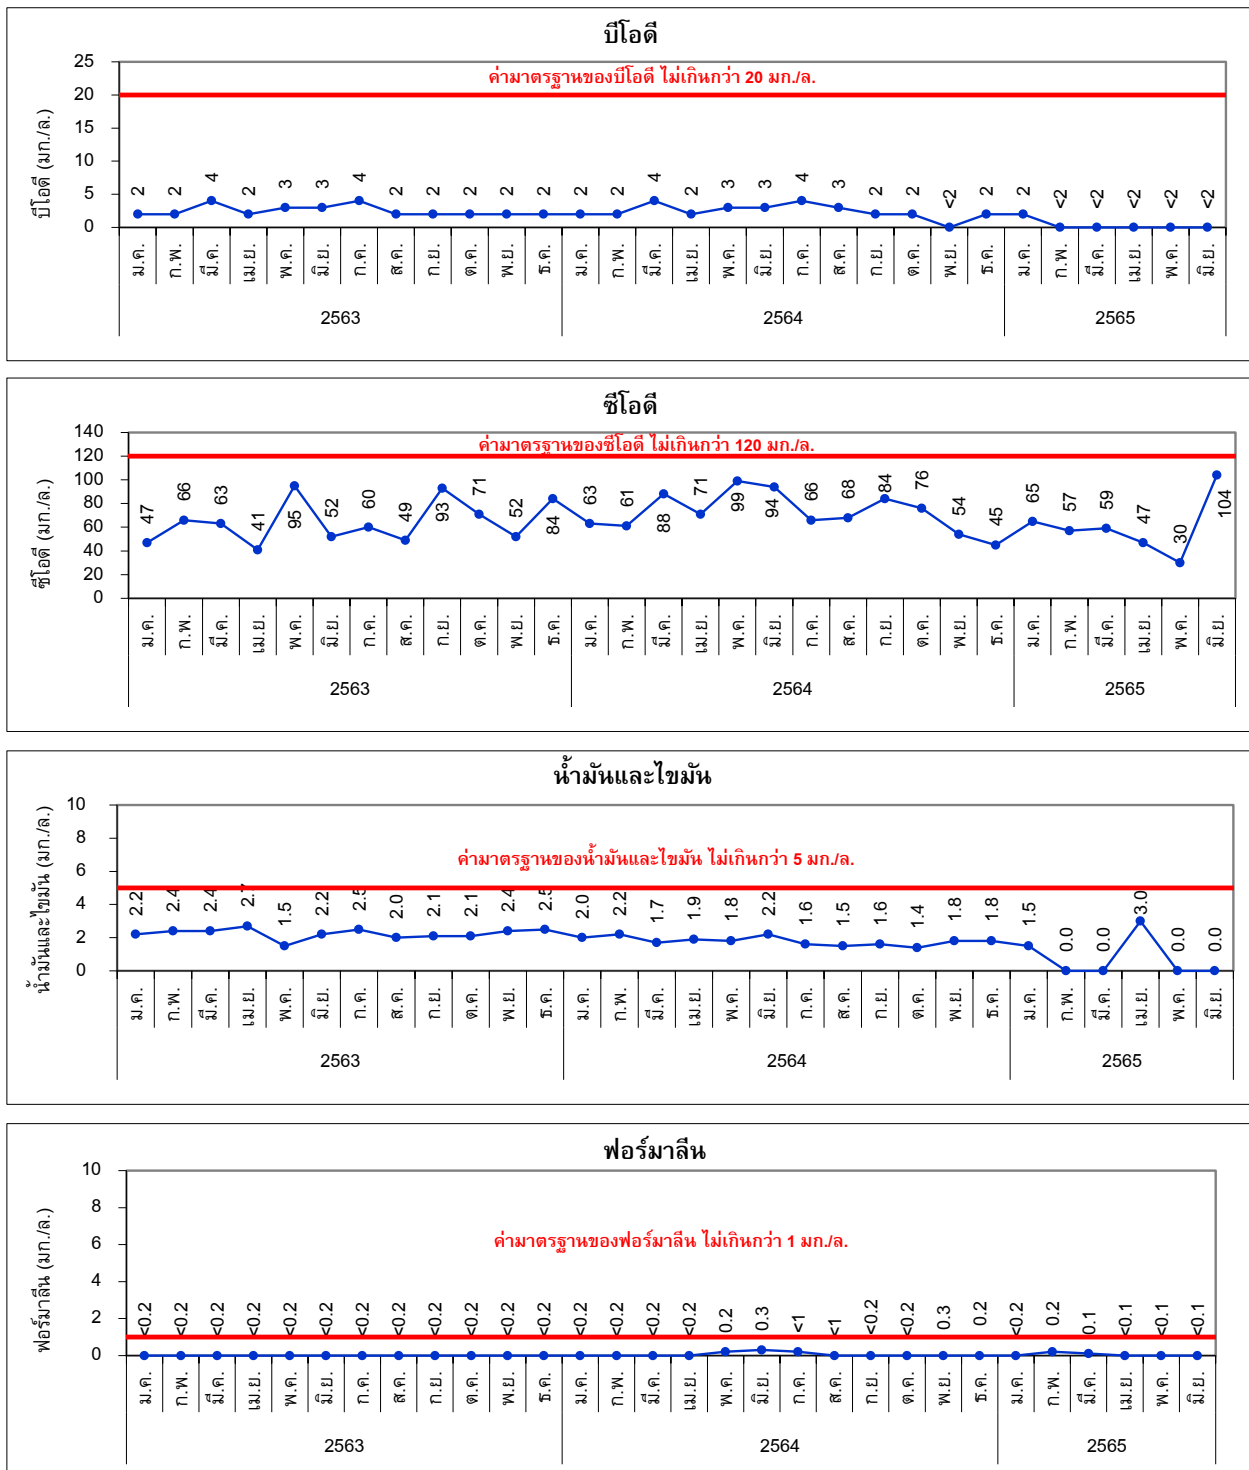 บีโอดี
ค่ามาตรฐานของบีโอดี ไม่เกินกว่า 20 มก./ล.
บีโอดี (มก./ล.)
25
20
15
10
5
0
2 2 4 2 3 3 4 2 2 2 2 2 2 2 4 2 3 3 4 3 2 2 <2 2 2 <2 <2 <2 <2 <2
ม.ค. ก.พ. มี.ค. เม.ย. พ.ค. มิ.ย. ก.ค. ส.ค. ก.ย. ต.ค. พ.ย. ธ.ค. ม.ค. ก.พ. มี.ค. เม.ย. พ.ค. มิ.ย. ก.ค. ส.ค. ก.ย. ต.ค. พ.ย. ธ.ค. ม.ค. ก.พ. มี.ค. เม.ย. พ.ค. มิ.ย.
2563 2564 2565
ซีโอดี
ค่ามาตรฐานของซีโอดี ไม่เกินกว่า 120 มก./ล.
ซีโอดี (มก./ล.)
140
120
100
80
60
40
20
0
47 66 63 41 95 52 60 49 93 71 52 84 63 61 88 71 99 94 66 68 84 76 54 45 65 57 59 47 30 104
ม.ค. ก.พ. มี.ค. เม.ย. พ.ค. มิ.ย. ก.ค. ส.ค. ก.ย. ต.ค. พ.ย. ธ.ค. ม.ค. ก.พ. มี.ค. เม.ย. พ.ค. มิ.ย. ก.ค. ส.ค. ก.ย. ต.ค. พ.ย. ธ.ค. ม.ค. ก.พ. มี.ค. เม.ย. พ.ค. มิ.ย.
2563 2564 2565
น้ำมันและไขมัน
ค่ามาตรฐานของน้ำมันและไขมัน ไม่เกินกว่า 5 มก./ล.
น้ำมันและไขมัน (มก./ล.)
10
8
6
4
2
0
2.2 2.4 2.4 2.7 1.5 2.2 2.5 2.0 2.1 2.1 2.4 2.5 2.0 2.2 1.7 1.9 1.8 2.2 1.6 1.5 1.6 1.4 1.8 1.8 1.5 0.0 0.0 3.0 0.0 0.0
ม.ค. ก.พ. มี.ค. เม.ย. พ.ค. มิ.ย. ก.ค. ส.ค. ก.ย. ต.ค. พ.ย. ธ.ค. ม.ค. ก.พ. มี.ค. เม.ย. พ.ค. มิ.ย. ก.ค. ส.ค. ก.ย. ต.ค. พ.ย. ธ.ค. ม.ค. ก.พ. มี.ค. เม.ย. พ.ค. มิ.ย.
2563 2564 2565
ฟอร์มาลีน
ค่ามาตรฐานของฟอร์มาลีน ไม่เกินกว่า 1 มก./ล.
ฟอร์มาลีน (มก./ล.)
10
8
6
4
2
0
<0.2 <0.2 <0.2 <0.2 <0.2 <0.2 <0.2 <0.2 <0.2 <0.2 <0.2 <0.2 <0.2 <0.2 <0.2 <0.2 0.2 0.3 <1 <1 <0.2 <0.2 0.3 0.2 <0.2 0.2 0.1 <0.1 <0.1 <0.1
ม.ค. ก.พ. มี.ค. เม.ย. พ.ค. มิ.ย. ก.ค. ส.ค. ก.ย. ต.ค. พ.ย. ธ.ค. ม.ค. ก.พ. มี.ค. เม.ย. พ.ค. มิ.ย. ก.ค. ส.ค. ก.ย. ต.ค. พ.ย. ธ.ค. ม.ค. ก.พ. มี.ค. เม.ย. พ.ค. มิ.ย.
2563 2564 2565